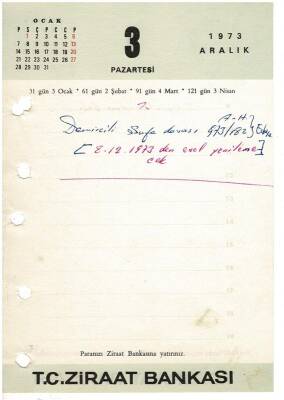 OCAK
P S Ç P C C P
1 2 3 4 5 6
7 8 9 10 11 12 13
14 15 16 17 18 19 20
21 22 23 24 25 26 27
28 29 30 31
3
PAZARTESİ
1973
ARALIK
31 gün 3 Ocak * 61 gün 2 Şubat * 91 gün 4 Mart * 121 gün 3 Nisan
A.H.
Demircili Şufa davası 973/182
[8.12.1973 den evel yenileme]
cek
Paranızı Ziraat Bankasına yatırınız.
T.C.ZİRAAT BANKASI